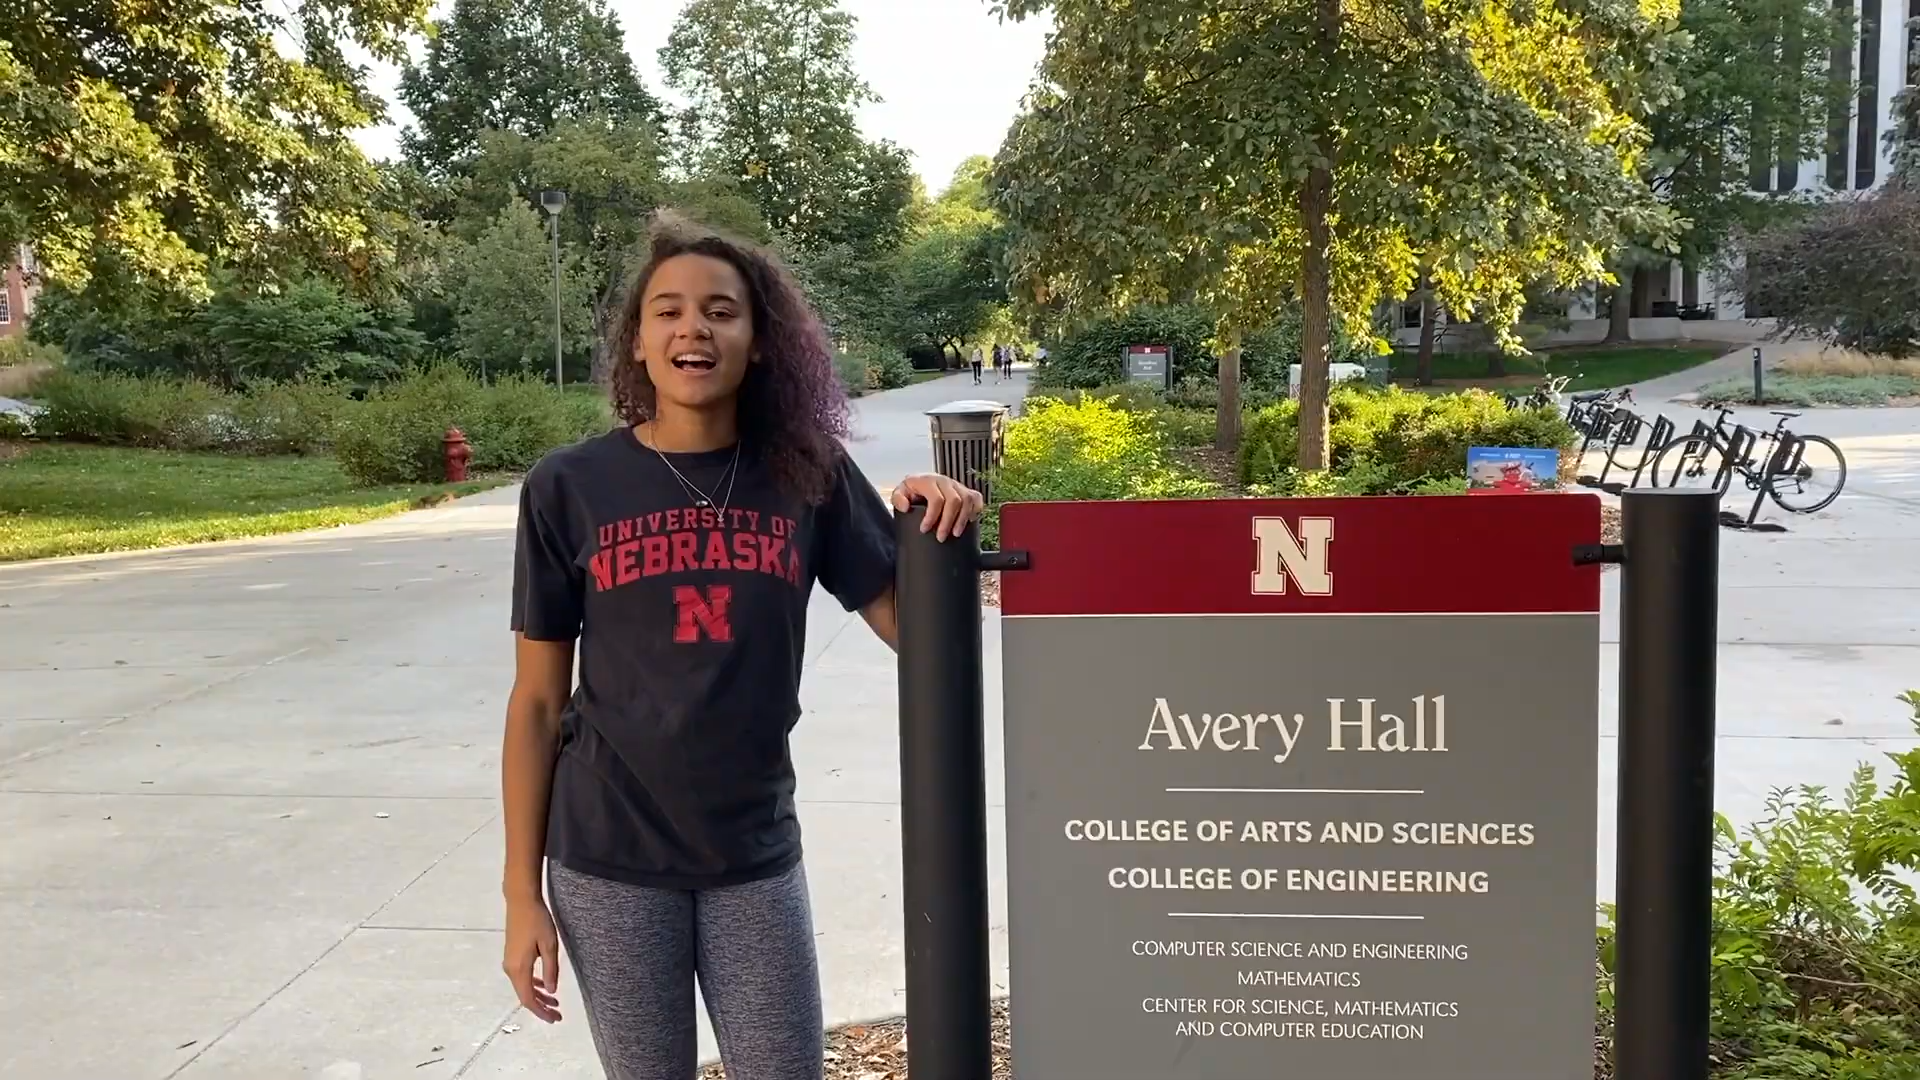 UNIVERSITY OF
NEBRASKA
N
N
Avery Hall
COLLEGE OF ARTS AND SCIENCES
COLLEGE OF ENGINEERING
COMPUTER SCIENCE AND ENGINEERING
MATHEMATICS
CENTER FOR SCIENCE, MATHEMATICS
AND COMPUTER EDUCATION